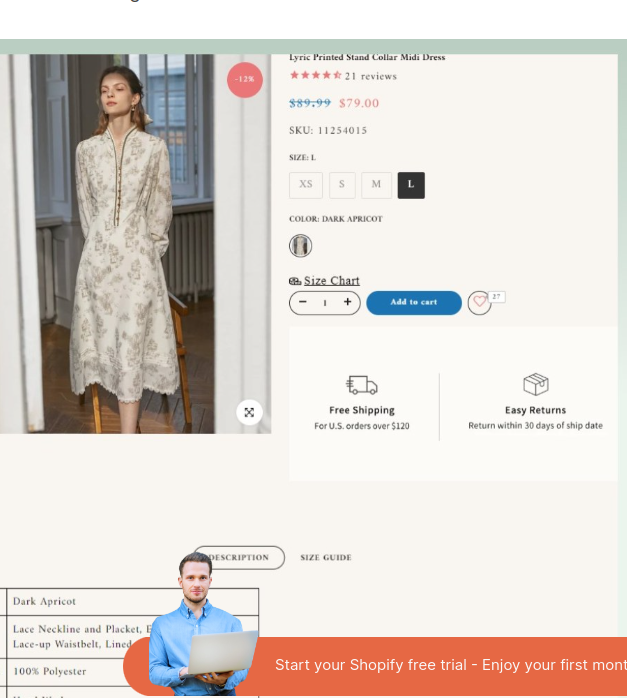 Lyric Printed Stand Collar Midi Dress
-12%
21 reviews
$89.99 $79.00
SKU: 11254015
SIZE: L
XS S M L
COLOR: DARK APRICOT
Size Chart
− 1 +
Add to cart
27
Free Shipping
For U.S. orders over $120
Easy Returns
Return within 30 days of ship date
DESCRIPTION
SIZE GUIDE
Dark Apricot
Lace Neckline and Placket,
Lace-up Waistbelt, Lined
100% Polyester
Start your Shopify free trial - Enjoy your first mont